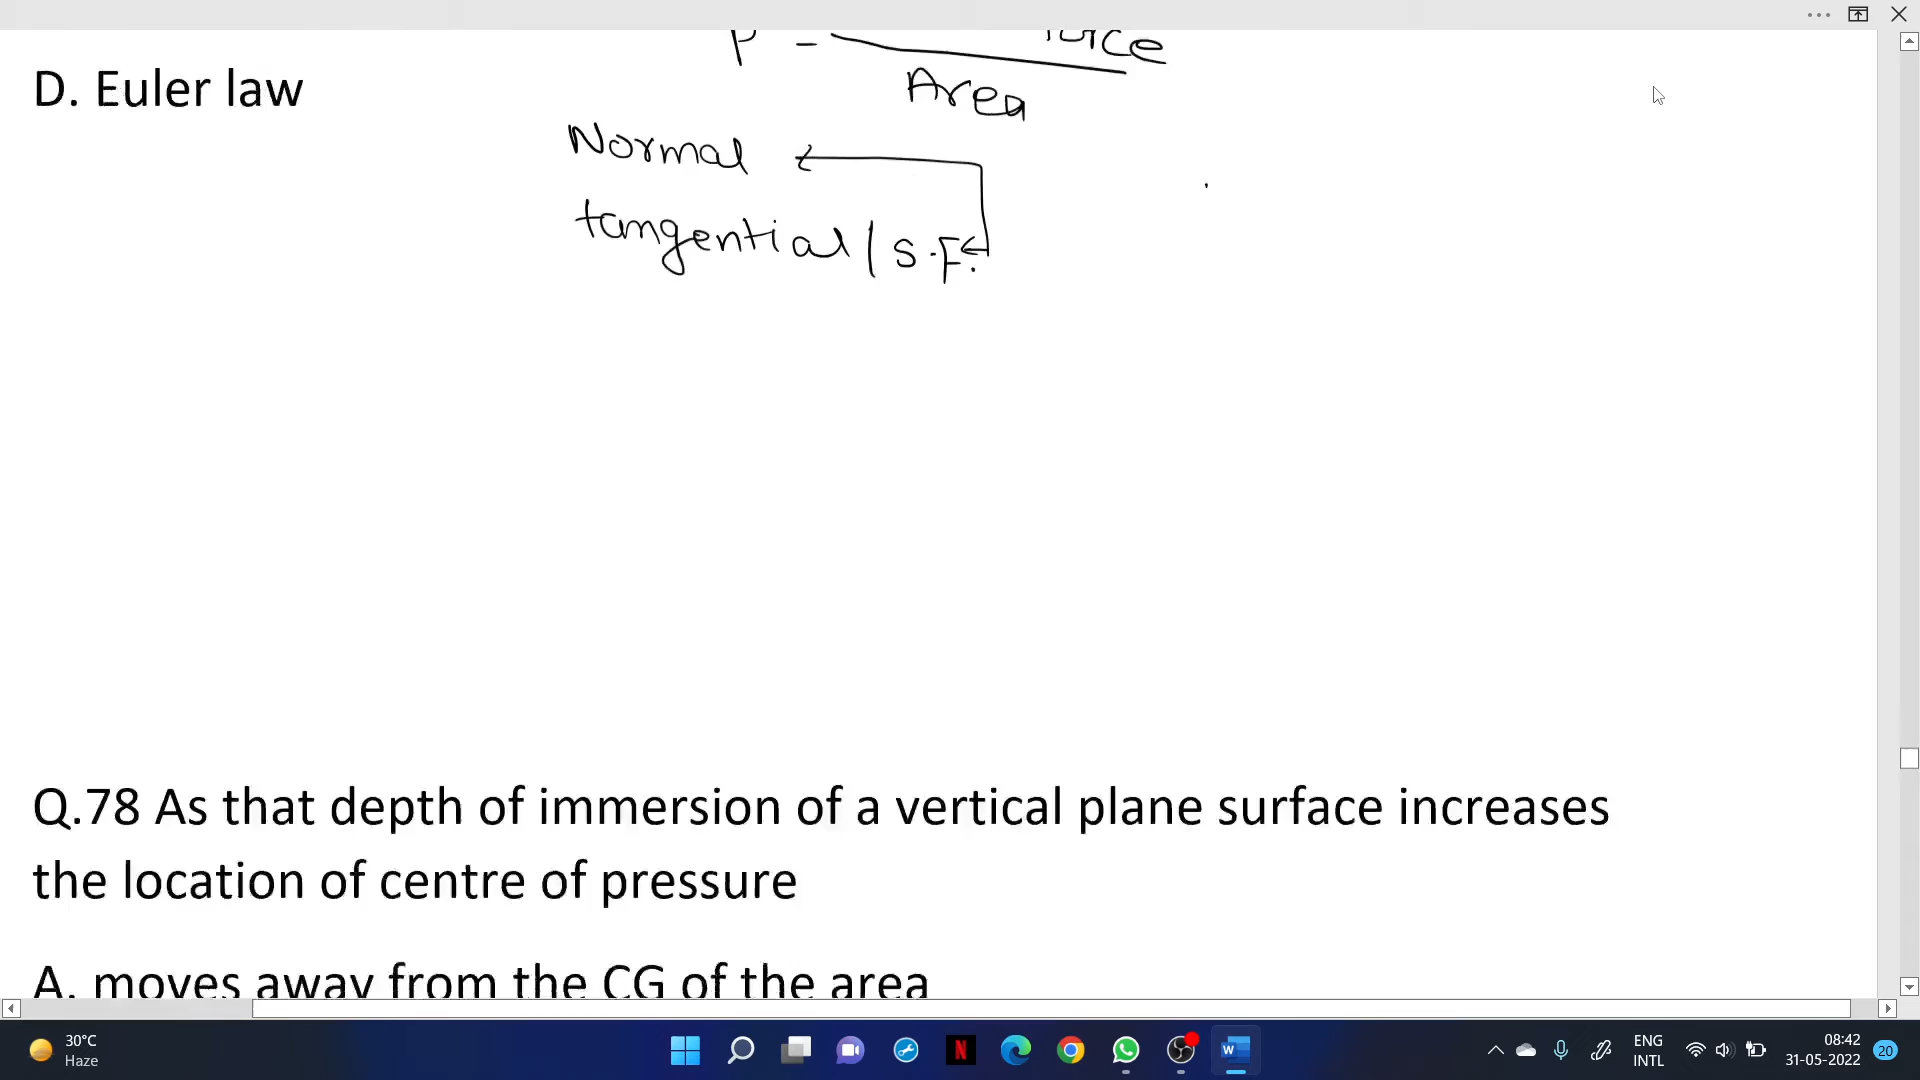 P = force
Area
D. Euler law
Normal
tangential / S.F.
Q.78 As that depth of immersion of a vertical plane surface increases
the location of centre of pressure
A. moves away from the CG of the area
30°C
Haze
ENG
INTL
08:42
31-05-2022
20